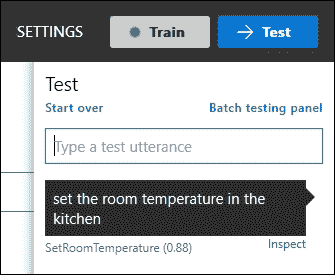 SETTINGS Train Test
Test
Start over Batch testing panel
Type a test utterance
set the room temperature in the
kitchen
SetRoomTemperature (0.88) Inspect